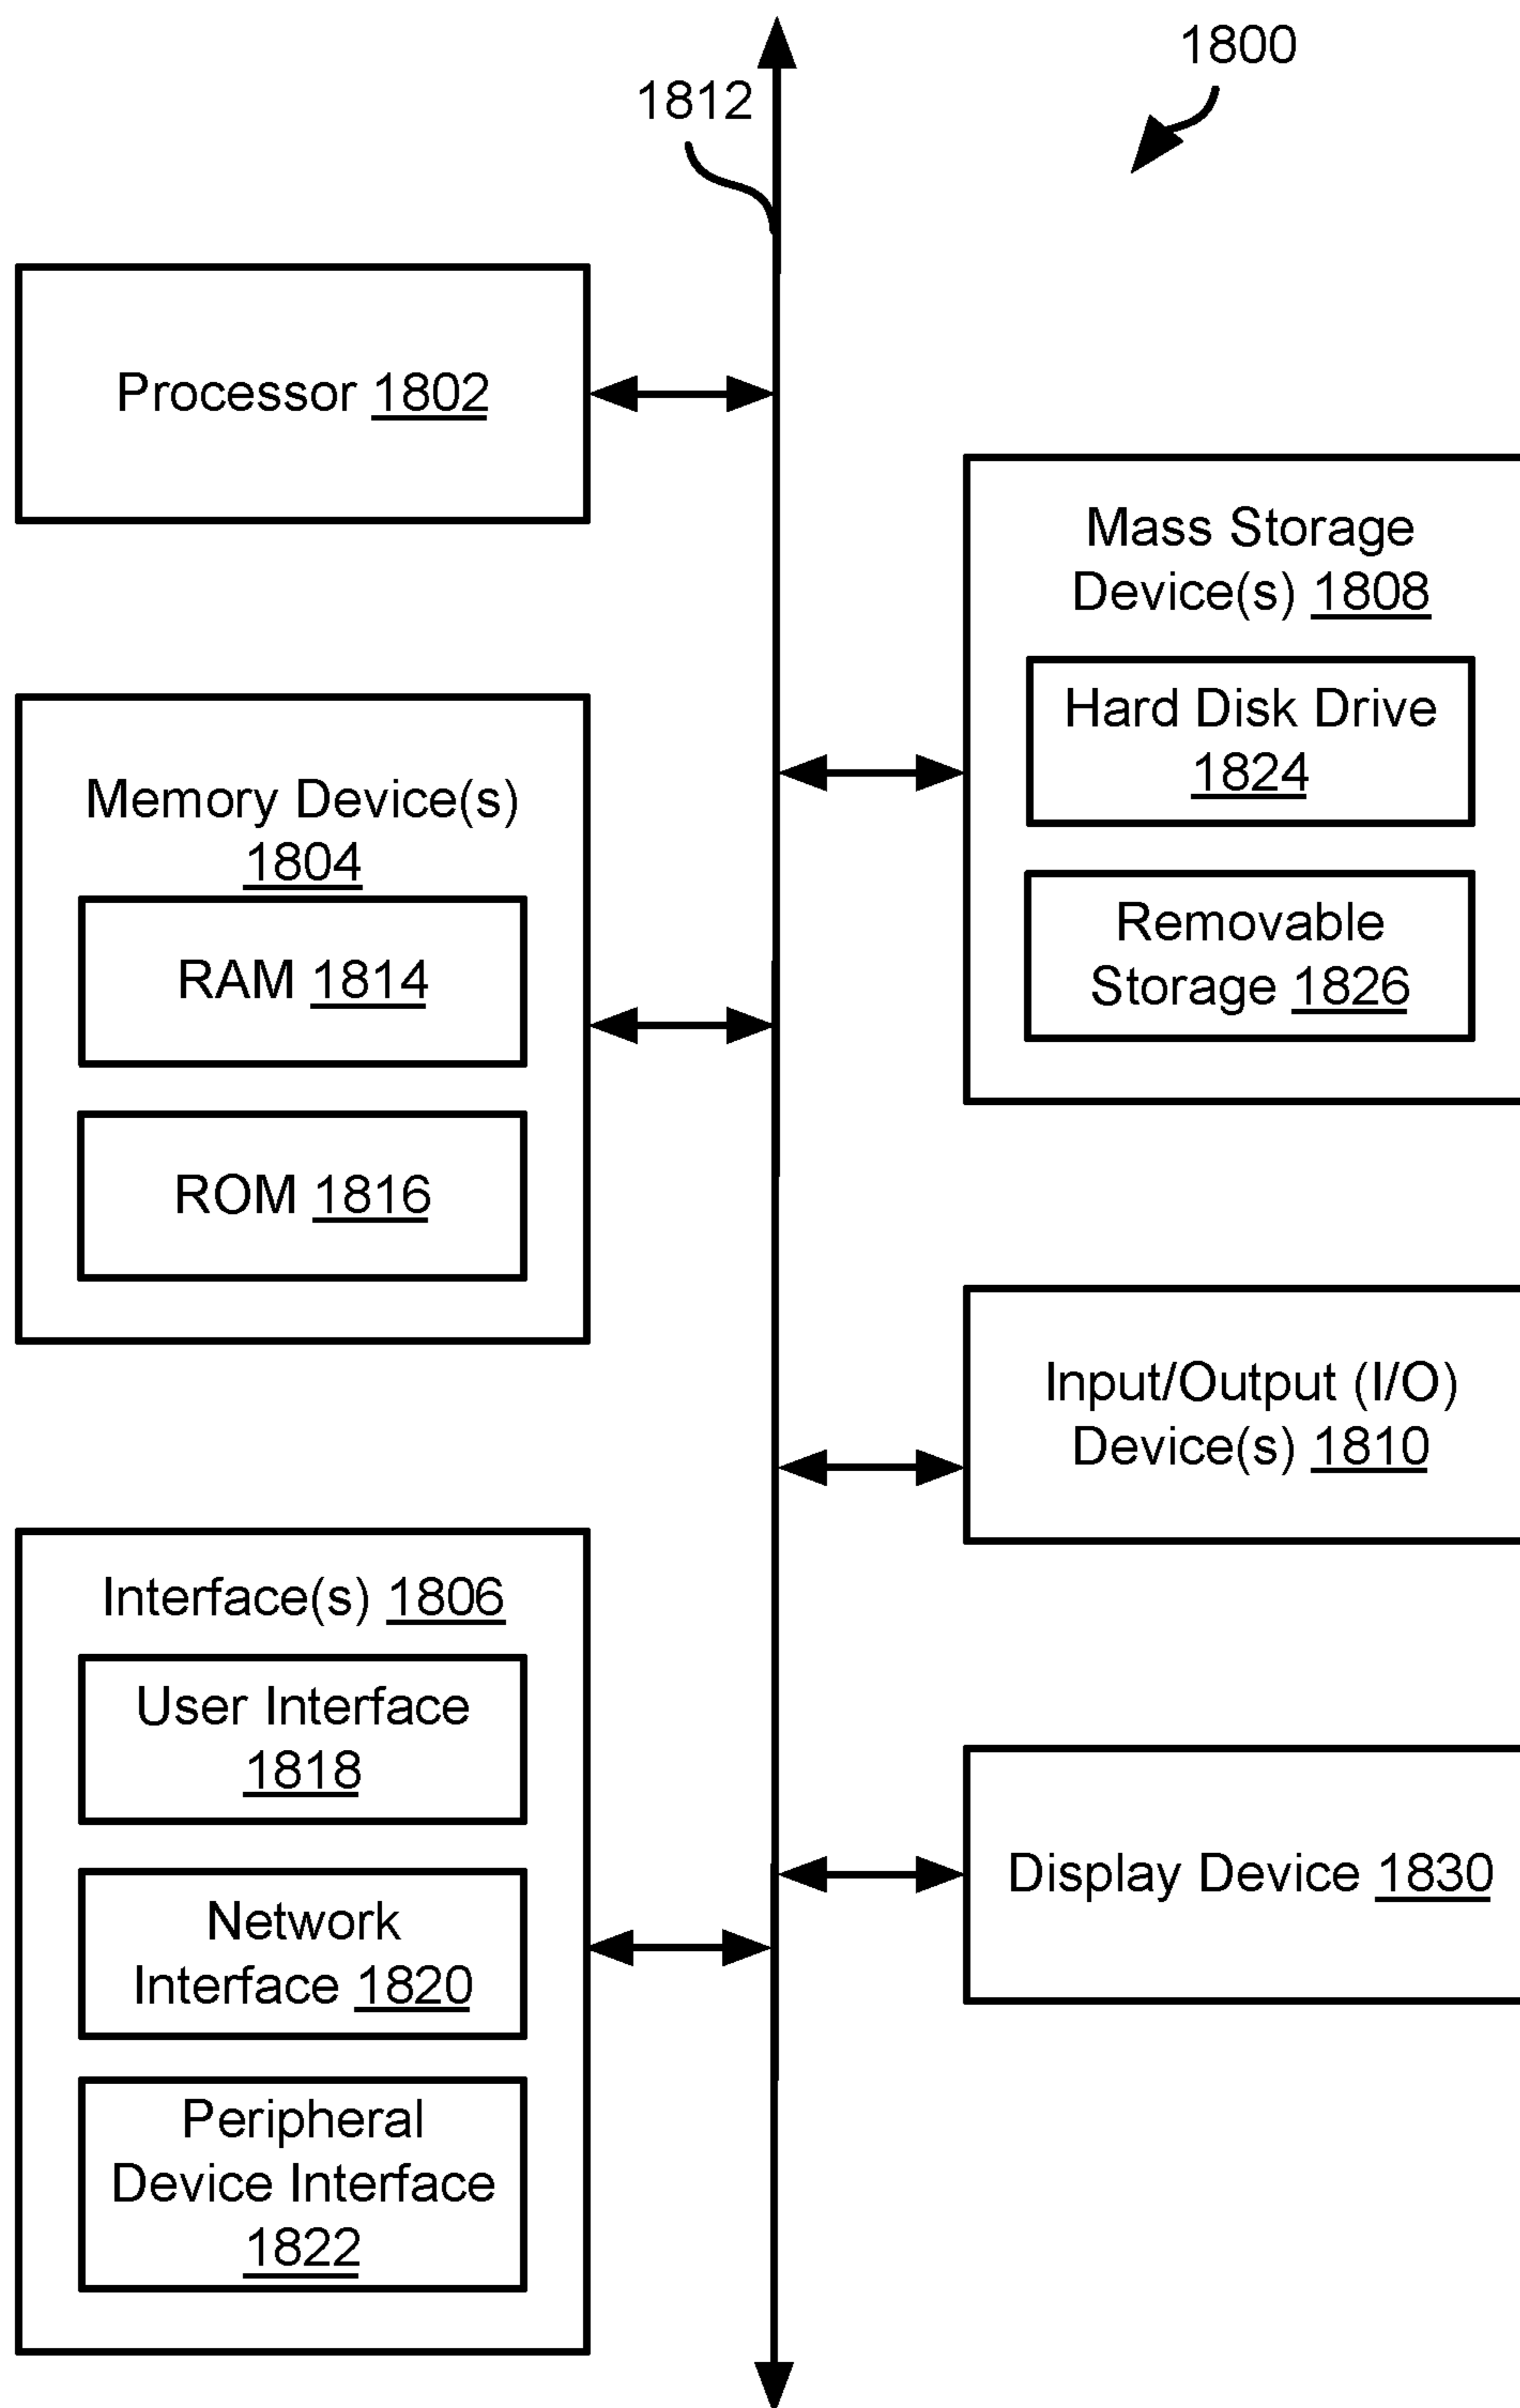 1800
1812
Processor 1802
Mass Storage
Device(s) 1808
Hard Disk Drive
1824
Removable
Storage 1826
Memory Device(s)
1804
RAM 1814
ROM 1816
Input/Output (I/O)
Device(s) 1810
Interface(s) 1806
User Interface
1818
Network
Interface 1820
Peripheral
Device Interface
1822
Display Device 1830